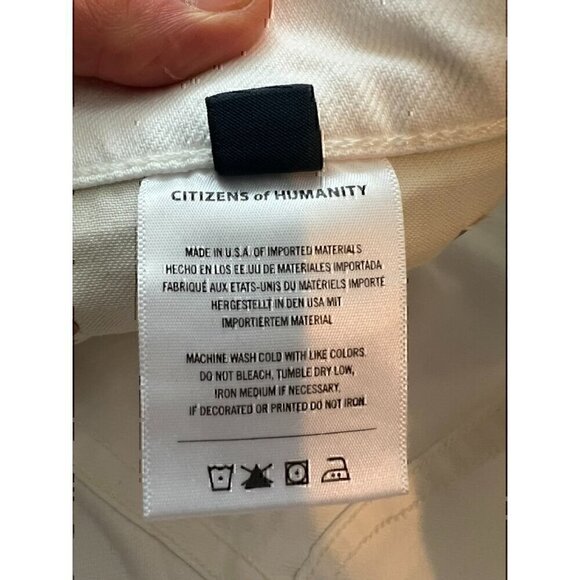 CITIZENS of HUMANITY
MADE IN U.S.A. OF IMPORTED MATERIALS
HECHO EN LOS EE.UU DE MATERIALES IMPORTADA
FABRIQUÉ AUX ETATS-UNIS DU MATÉRIELS IMPORTÉ
HERGESTELLT IN DEN USA MIT
IMPORTIERTEM MATERIAL
MACHINE WASH COLD WITH LIKE COLORS.
DO NOT BLEACH, TUMBLE DRY LOW,
IRON MEDIUM IF NECESSARY.
IF DECORATED OR PRINTED DO NOT IRON.